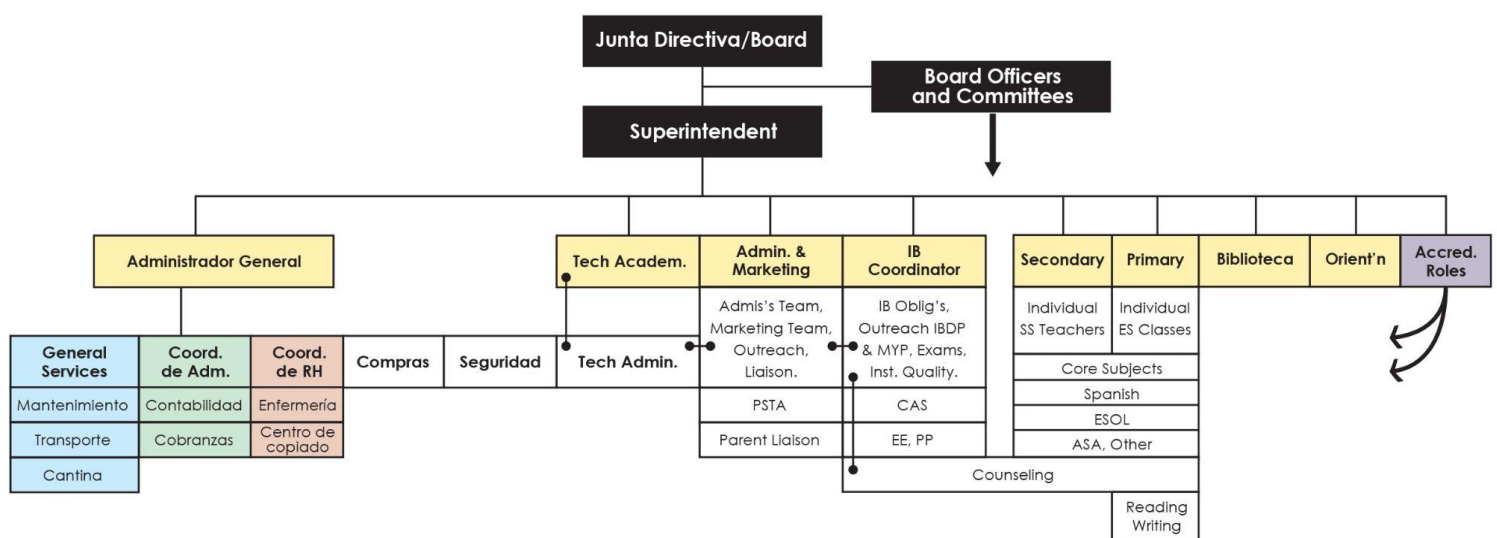 Junta Directiva/Board
Board Officers
and Committees
Superintendent
Administrador General
Tech Academ.
Admin. &
Marketing
IB
Coordinator
Secondary
Primary
Biblioteca
Orient'n
Accred.
Roles
Admis's Team,
Marketing Team,
Outreach,
Liaison.
IB Oblig's,
Outreach IBDP
& MYP, Exams,
Inst. Quality.
Individual
SS Teachers
Individual
ES Classes
General
Services
Coord.
de Adm.
Coord.
de RH
Compras
Seguridad
Tech Admin.
Core Subjects
Spanish
ESOL
ASA, Other
Mantenimiento
Contabilidad
Enfermería
PSTA
CAS
Transporte
Cobranzas
Centro de
copiado
Parent Liaison
EE, PP
Cantina
Counseling
Reading
Writing